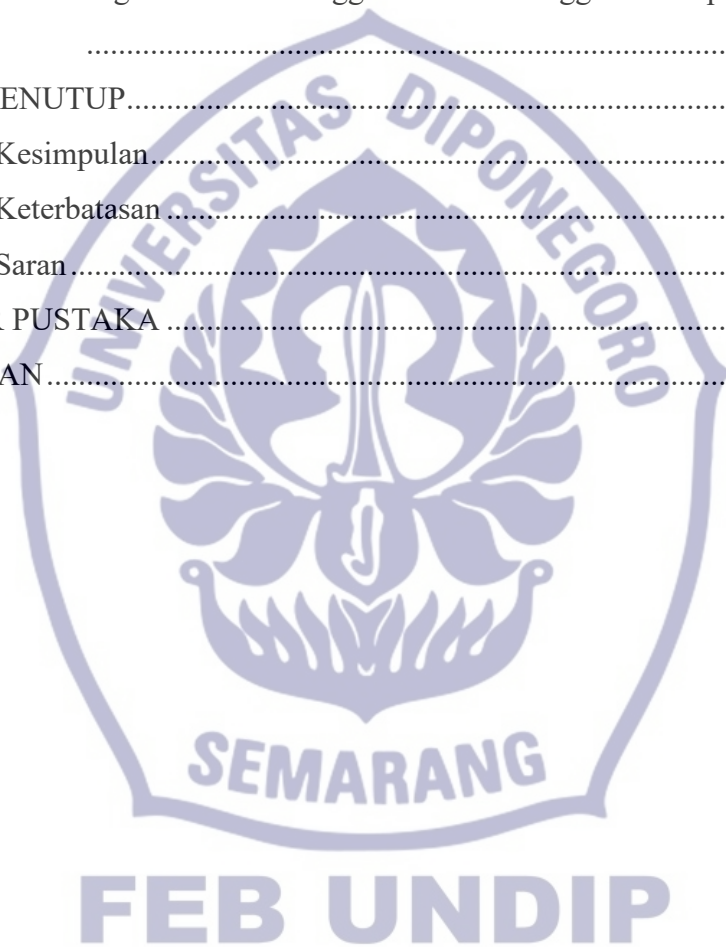 .......................................................................................
ENUTUP.................................................................................
Kesimpulan.............................................................................
Keterbatasan...........................................................................
Saran..................................................................................
PUSTAKA................................................................................
AN.....................................................................................
UNIVERSITAS DIPONEGORO
SEMARANG
FEB UNDIP